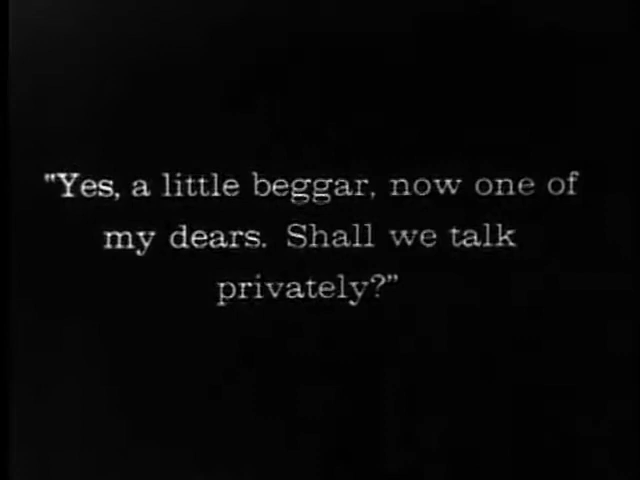 "Yes, a little beggar, now one of
my dears. Shall we talk
privately?"